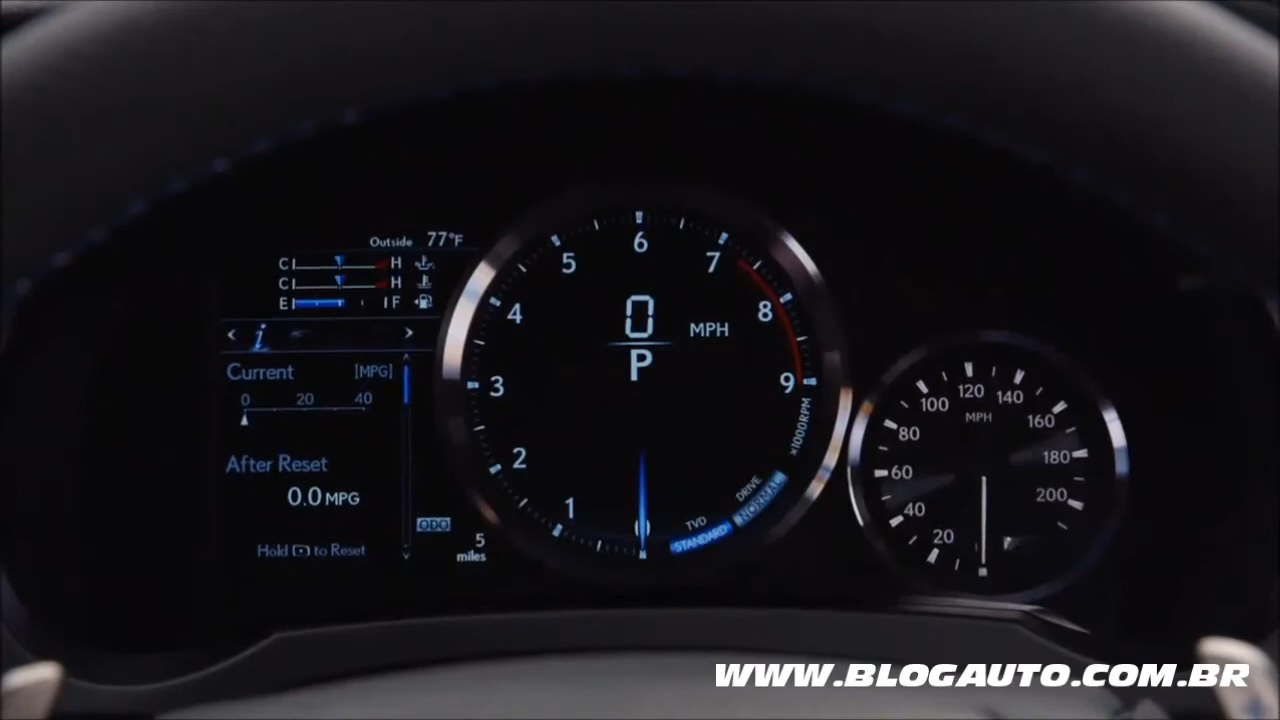 Outside 77°F
C H
C H
E F
< i >
Current [MPG]
0 20 40
After Reset
0.0 MPG
Hold to Reset
ODO
5
miles
0 1 2 3 4 5 6 7 8 9
x1000RPM
0 MPH
P
TVD
STANDARD
DRIVE
NORMAL
20 40 60 80 100 120 140 160 180 200
MPH
WWW.BLOGAUTO.COM.BR